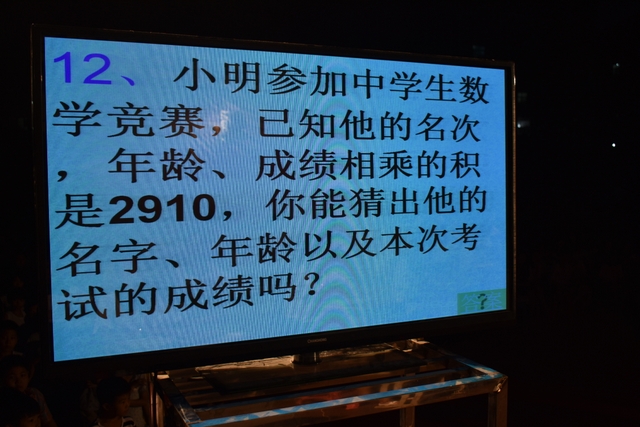 12、小明参加中学生数
学竞赛，已知他的名次
，年龄、成绩相乘的积
是2910，你能猜出他的
名字、年龄以及本次考
试的成绩吗？
?